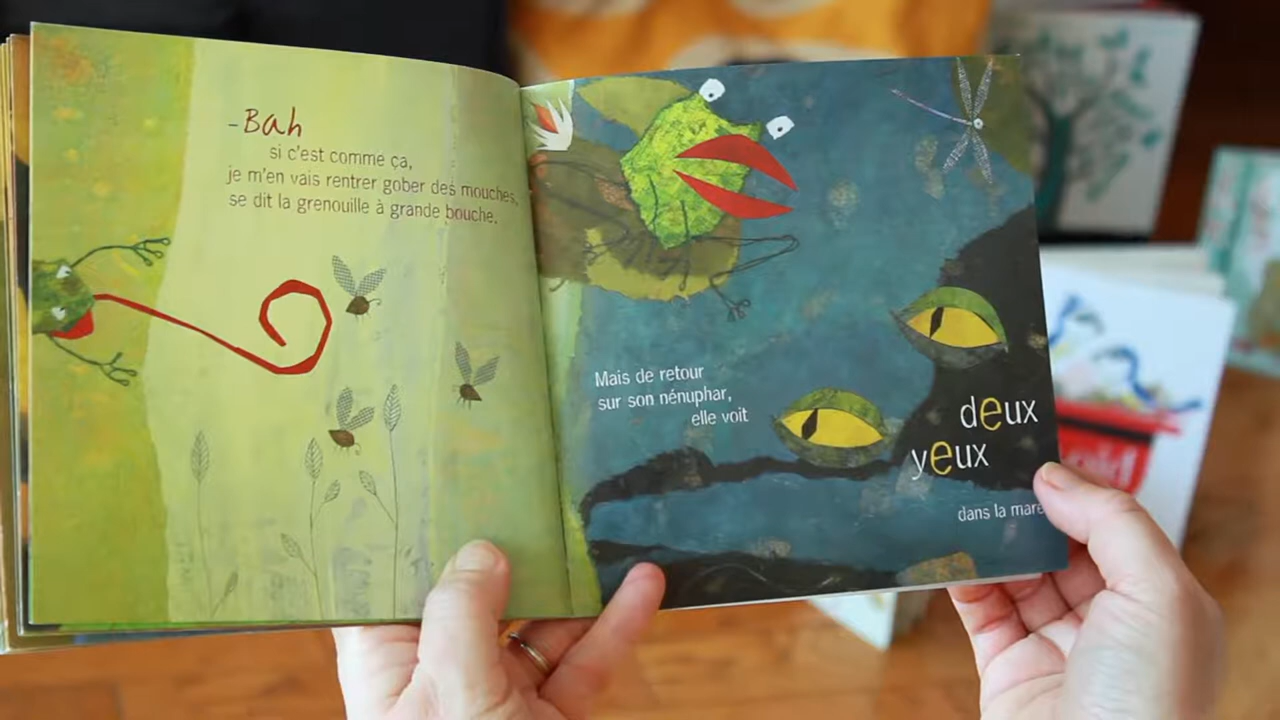 -Bah
si c'est comme ça,
je m'en vais rentrer gober des mouches,
se dit la grenouille à grande bouche.
Mais de retour
sur son nénuphar,
elle voit
deux
yeux
dans la mare